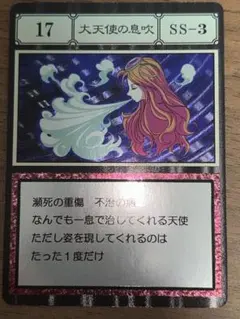 17 大天使の息吹 SS-3
瀕死の重傷　不治の病
なんでも一息で治してくれる天使
ただし姿を現してくれるのは
たった1度だけ